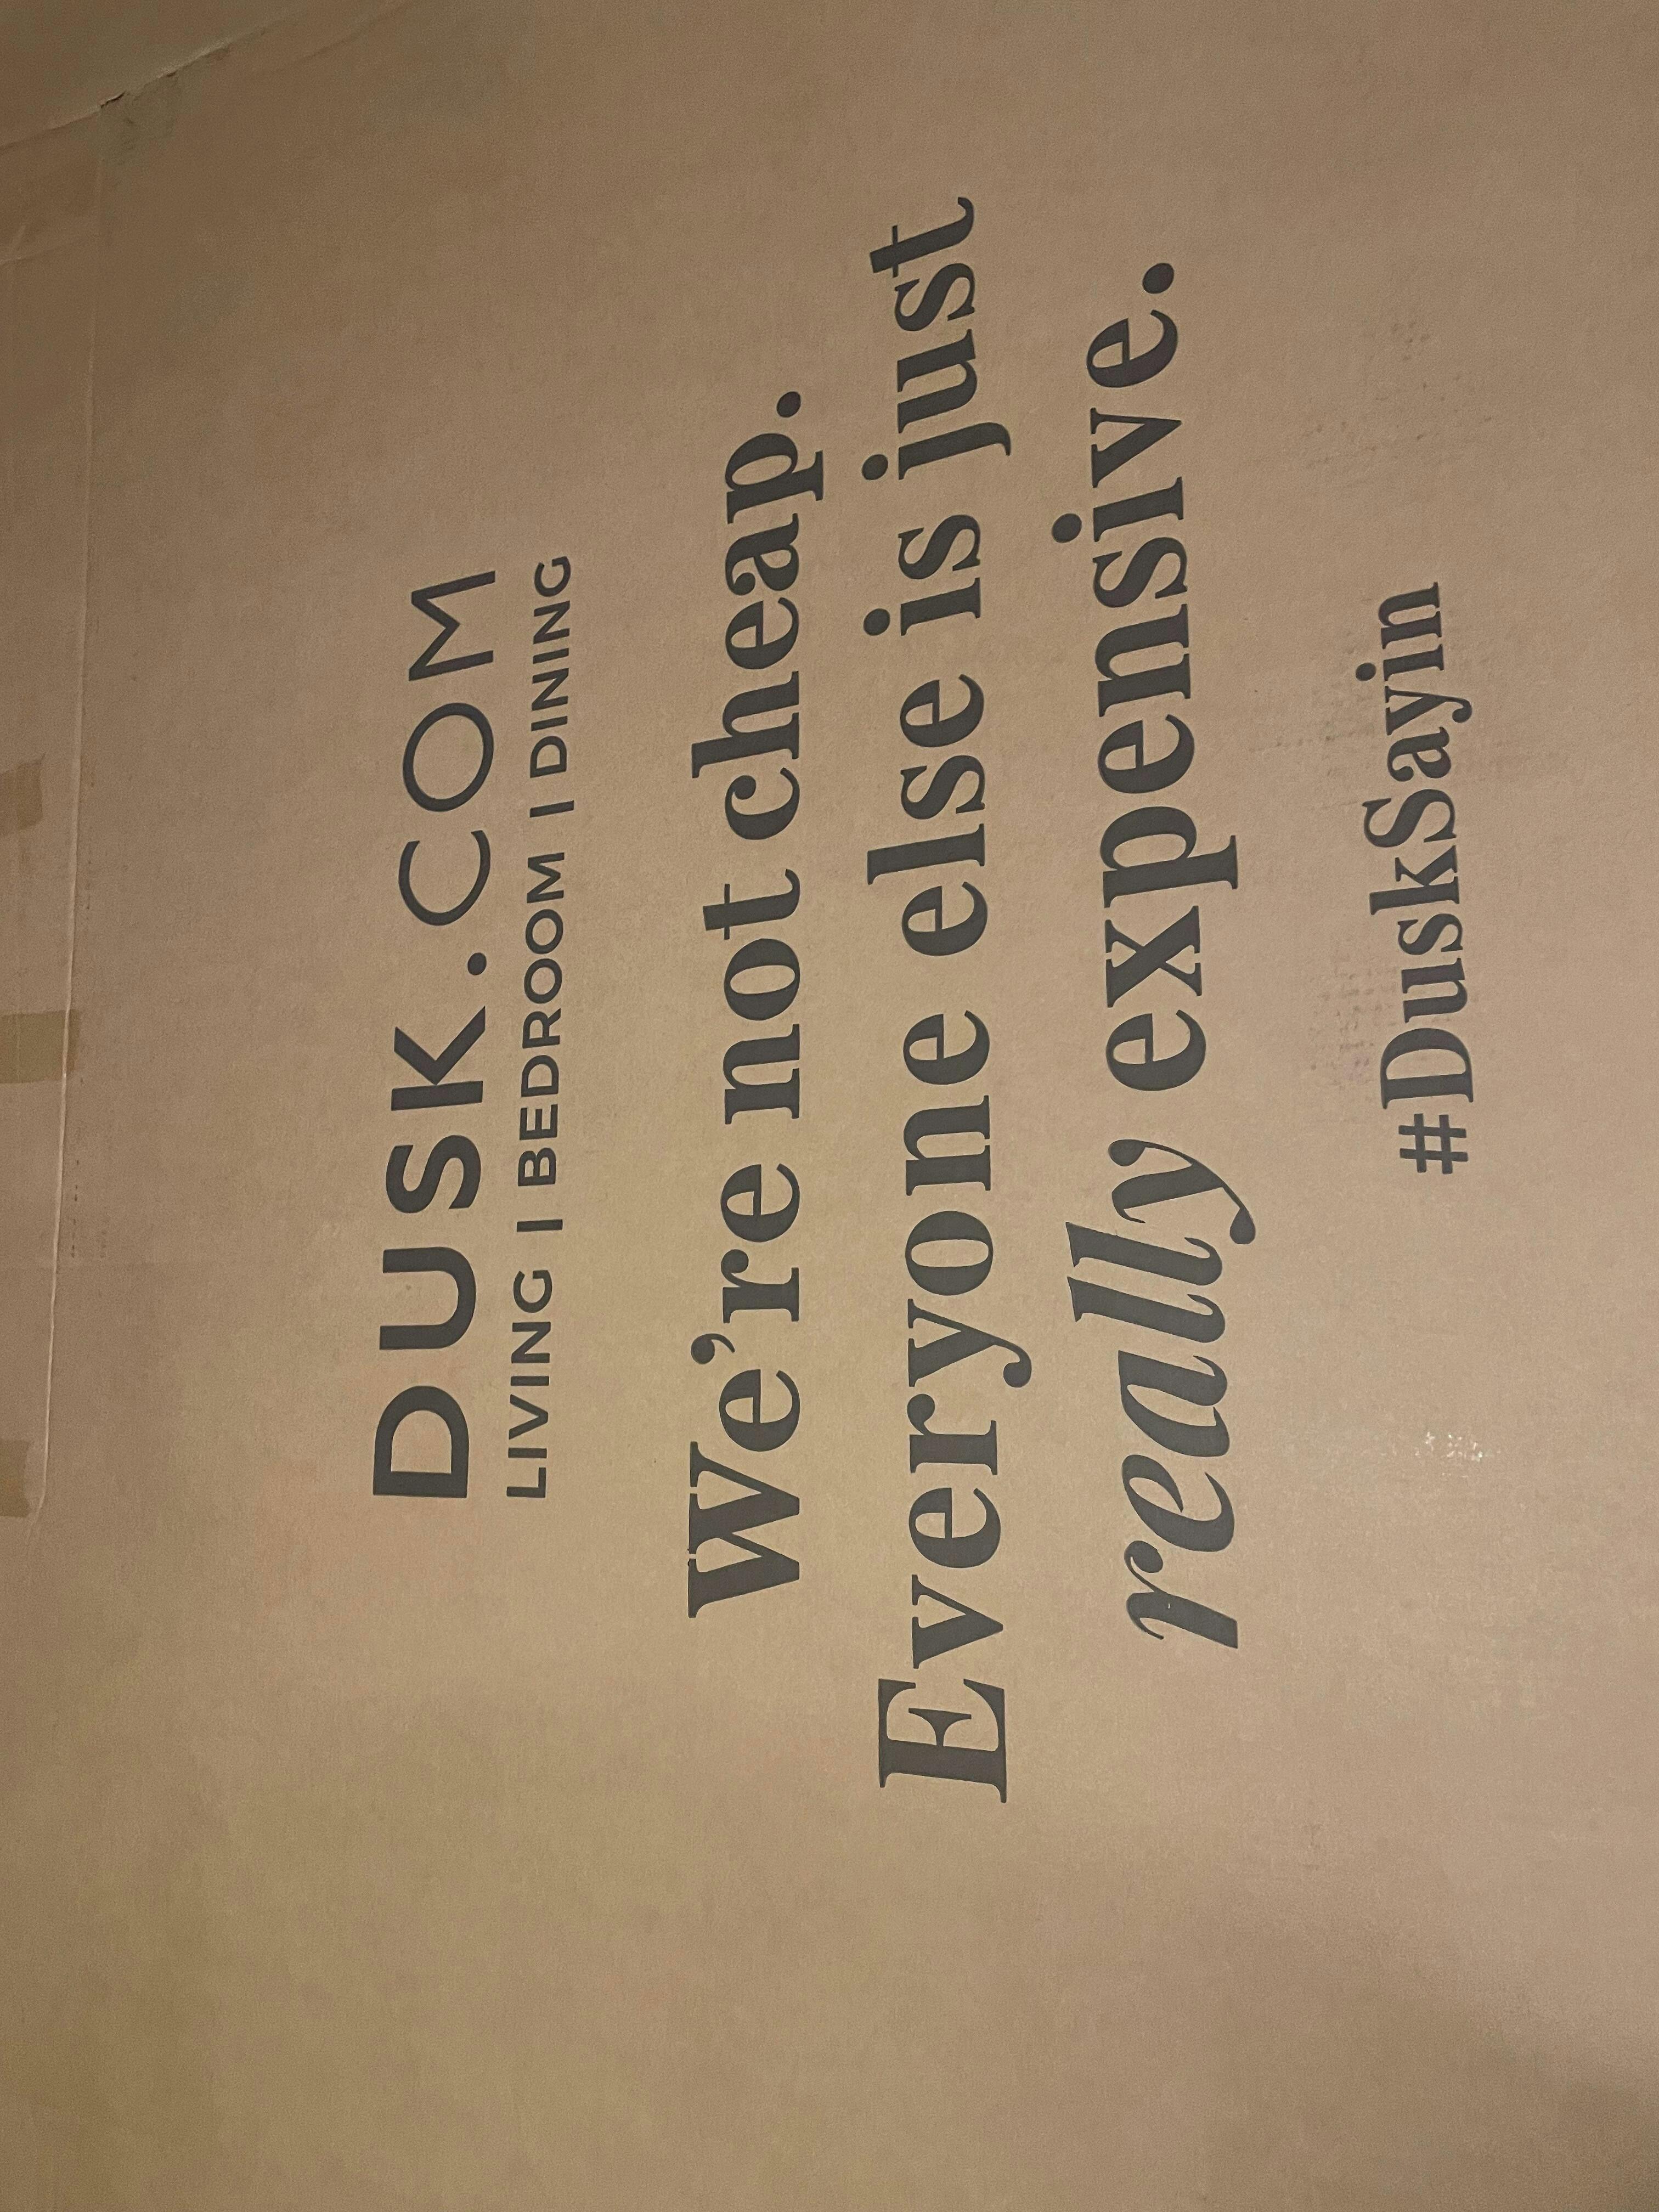 DUSK.COM
LIVING | BEDROOM | DINING
We're not cheap.
Everyone else is just
really expensive.
#DuskSayin